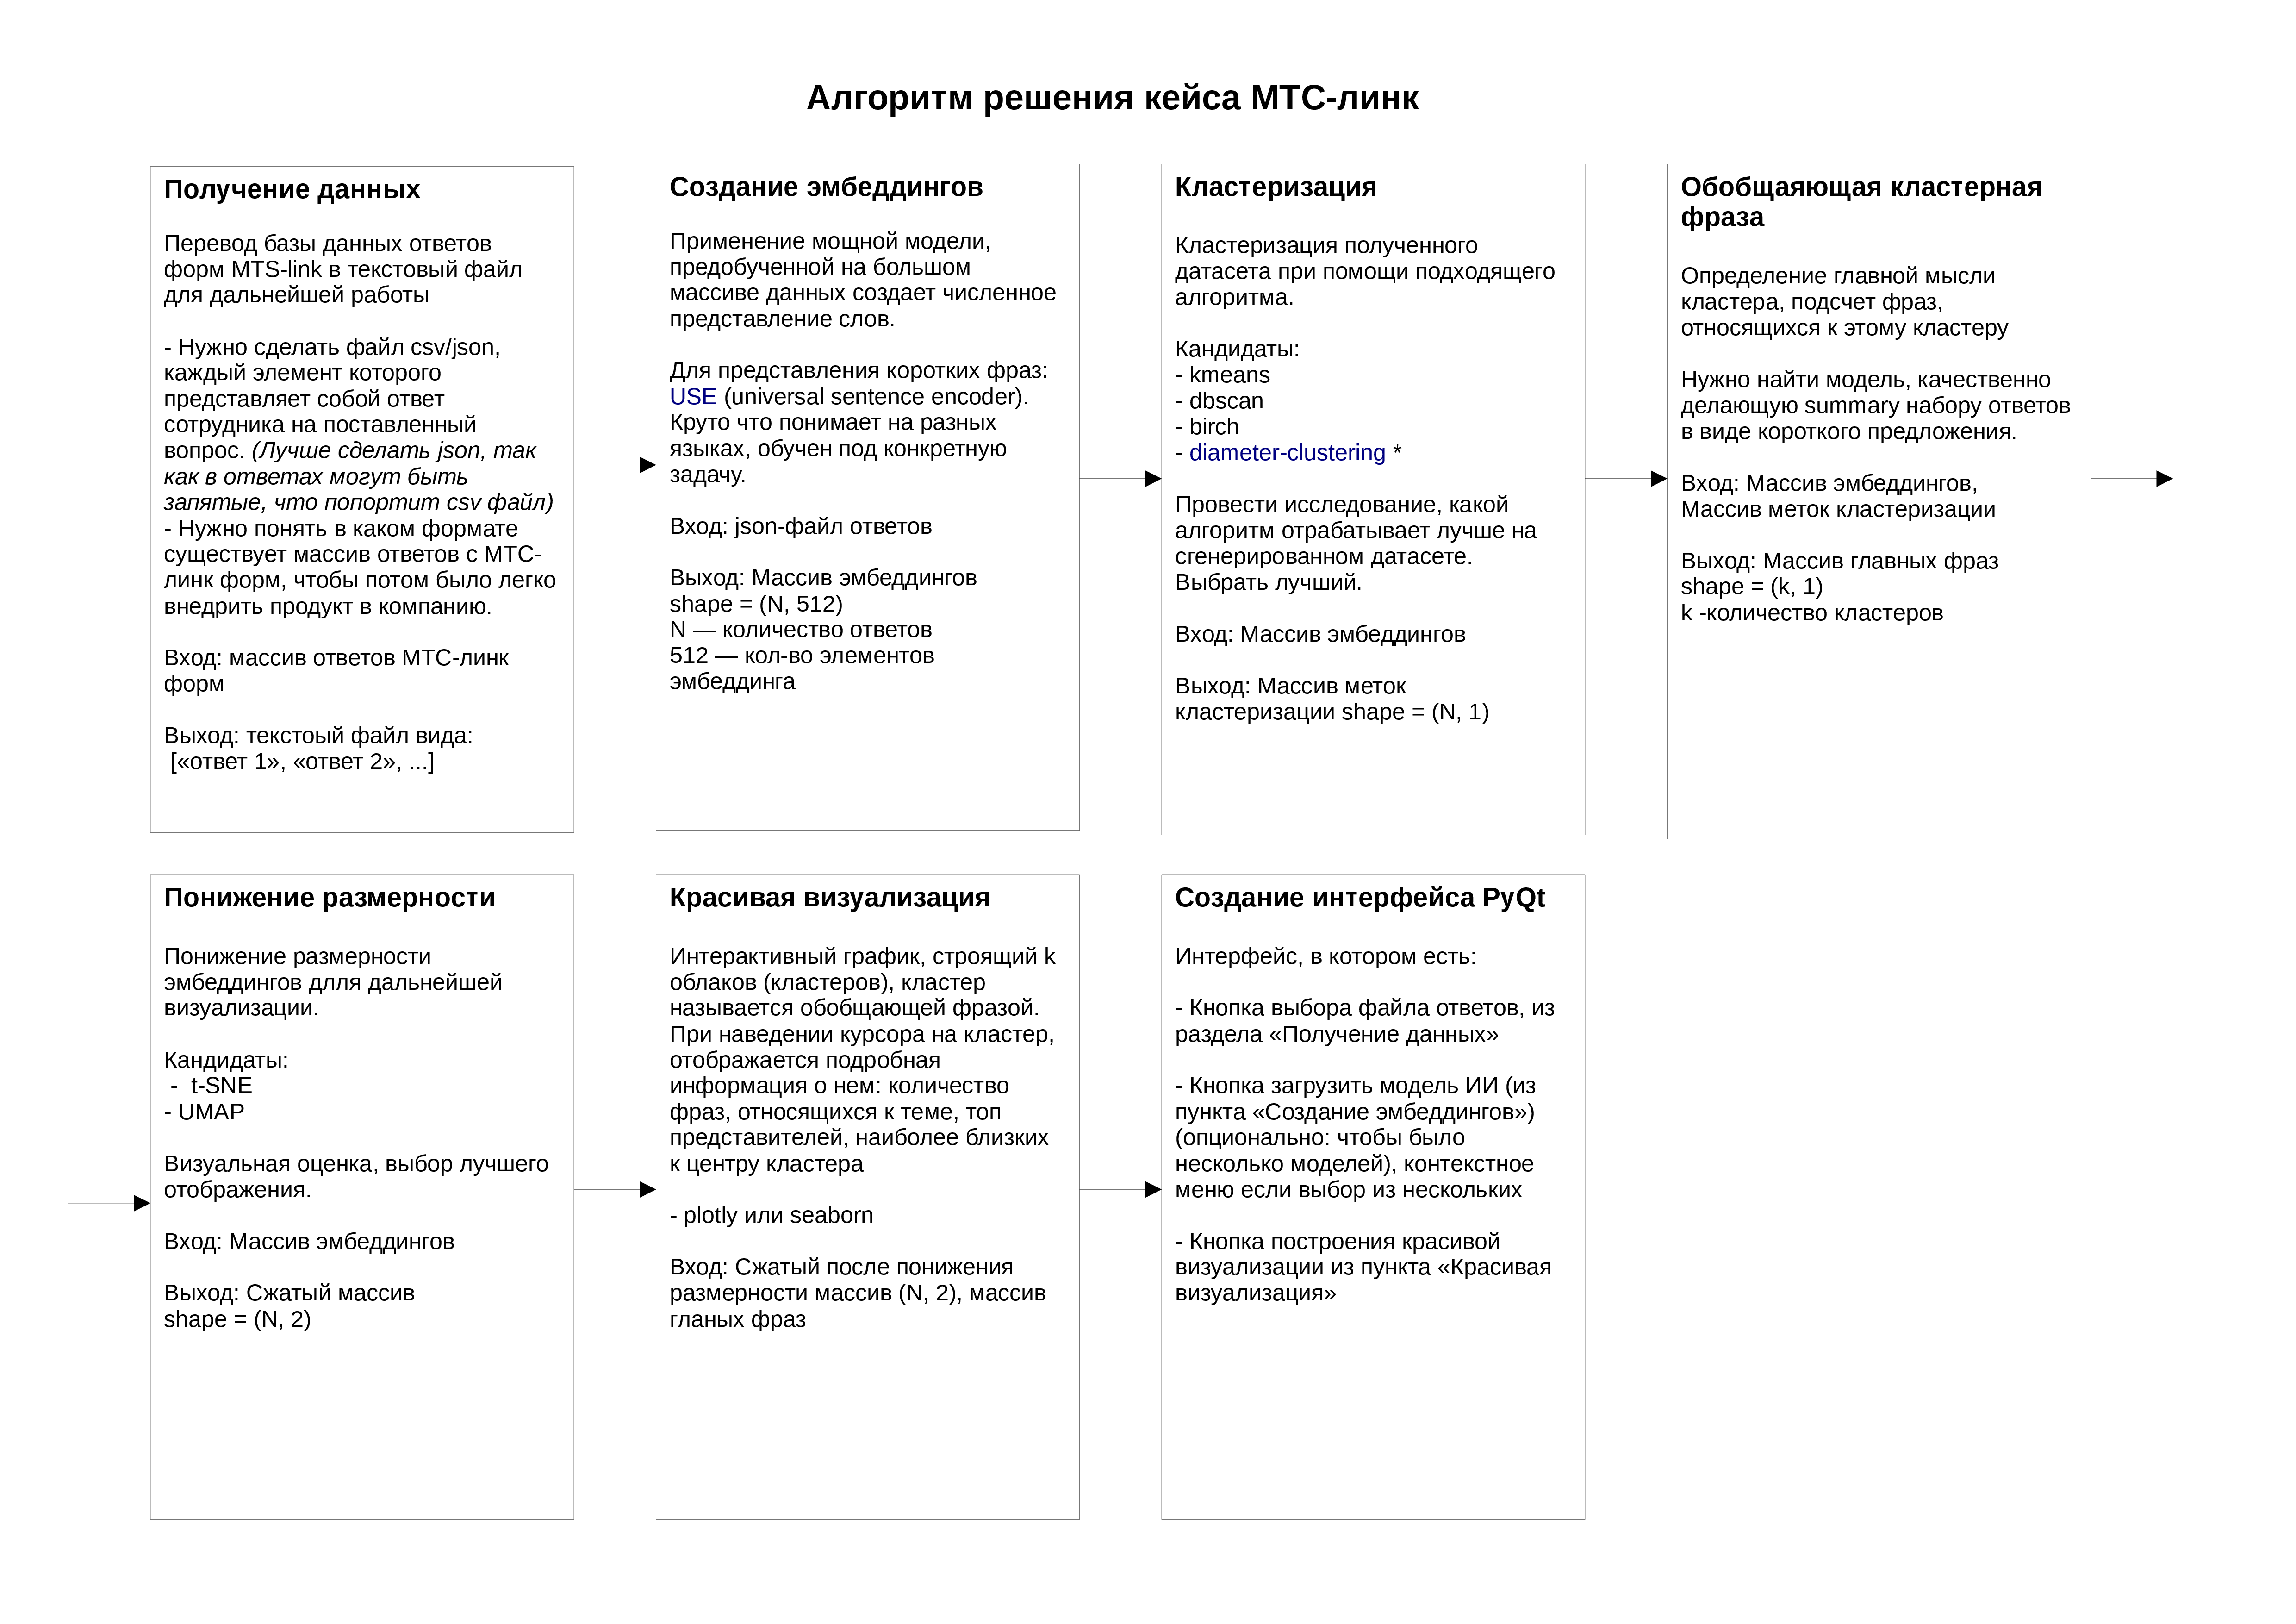 Алгоритм решения кейса МТС-линк
Получение данных
Перевод базы данных ответов
форм MTS-link в текстовый файл
для дальнейшей работы
- Нужно сделать файл csv/json,
каждый элемент которого
представляет собой ответ
сотрудника на поставленный
вопрос. (Лучше сделать json, так
как в ответах могут быть
запятые, что попортит csv файл)
- Нужно понять в каком формате
существует массив ответов с МТС-
линк форм, чтобы потом было легко
внедрить продукт в компанию.
Вход: массив ответов МТС-линк
форм
Выход: текстоый файл вида:
[«ответ 1», «ответ 2», ...]
Создание эмбеддингов
Применение мощной модели,
предобученной на большом
массиве данных создает численное
представление слов.
Для представления коротких фраз:
USE (universal sentence encoder).
Круто что понимает на разных
языках, обучен под конкретную
задачу.
Вход: json-файл ответов
Выход: Массив эмбеддингов
shape = (N, 512)
N — количество ответов
512 — кол-во элементов
эмбеддинга
Кластеризация
Кластеризация полученного
датасета при помощи подходящего
алгоритма.
Кандидаты:
- kmeans
- dbscan
- birch
- diameter-clustering *
Провести исследование, какой
алгоритм отрабатывает лучше на
сгенерированном датасете.
Выбрать лучший.
Вход: Массив эмбеддингов
Выход: Массив меток
кластеризации shape = (N, 1)
Обобщаяющая кластерная
фраза
Определение главной мысли
кластера, подсчет фраз,
относящихся к этому кластеру
Нужно найти модель, качественно
делающую summary набору ответов
в виде короткого предложения.
Вход: Массив эмбеддингов,
Массив меток кластеризации
Выход: Массив главных фраз
shape = (k, 1)
k -количество кластеров
Понижение размерности
Понижение размерности
эмбеддингов длля дальнейшей
визуализации.
Кандидаты:
- t-SNE
- UMAP
Визуальная оценка, выбор лучшего
отображения.
Вход: Массив эмбеддингов
Выход: Сжатый массив
shape = (N, 2)
Красивая визуализация
Интерактивный график, строящий k
облаков (кластеров), кластер
называется обобщающей фразой.
При наведении курсора на кластер,
отображается подробная
информация о нем: количество
фраз, относящихся к теме, топ
представителей, наиболее близких
к центру кластера
- plotly или seaborn
Вход: Сжатый после понижения
размерности массив (N, 2), массив
гланых фраз
Создание интерфейса PyQt
Интерфейс, в котором есть:
- Кнопка выбора файла ответов, из
раздела «Получение данных»
- Кнопка загрузить модель ИИ (из
пункта «Создание эмбеддингов»)
(опционально: чтобы было
несколько моделей), контекстное
меню если выбор из нескольких
- Кнопка построения красивой
визуализации из пункта «Красивая
визуализация»